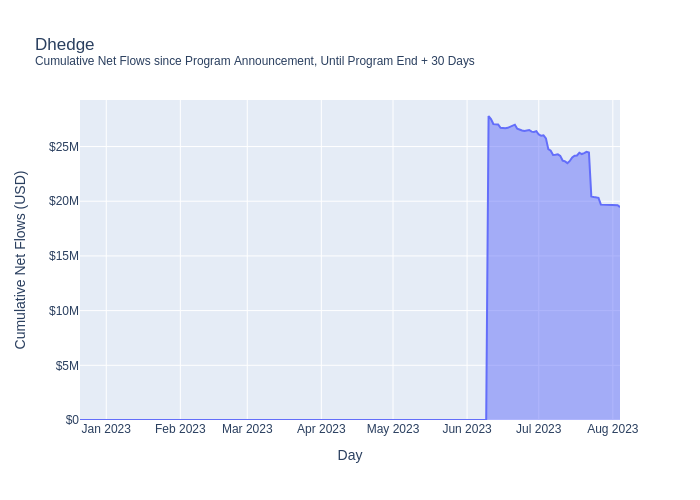 Dhedge
Cumulative Net Flows since Program Announcement, Until Program End + 30 Days
Cumulative Net Flows (USD)
$25M
$20M
$15M
$10M
$5M
$0
Jan 2023 Feb 2023 Mar 2023 Apr 2023 May 2023 Jun 2023 Jul 2023 Aug 2023
Day